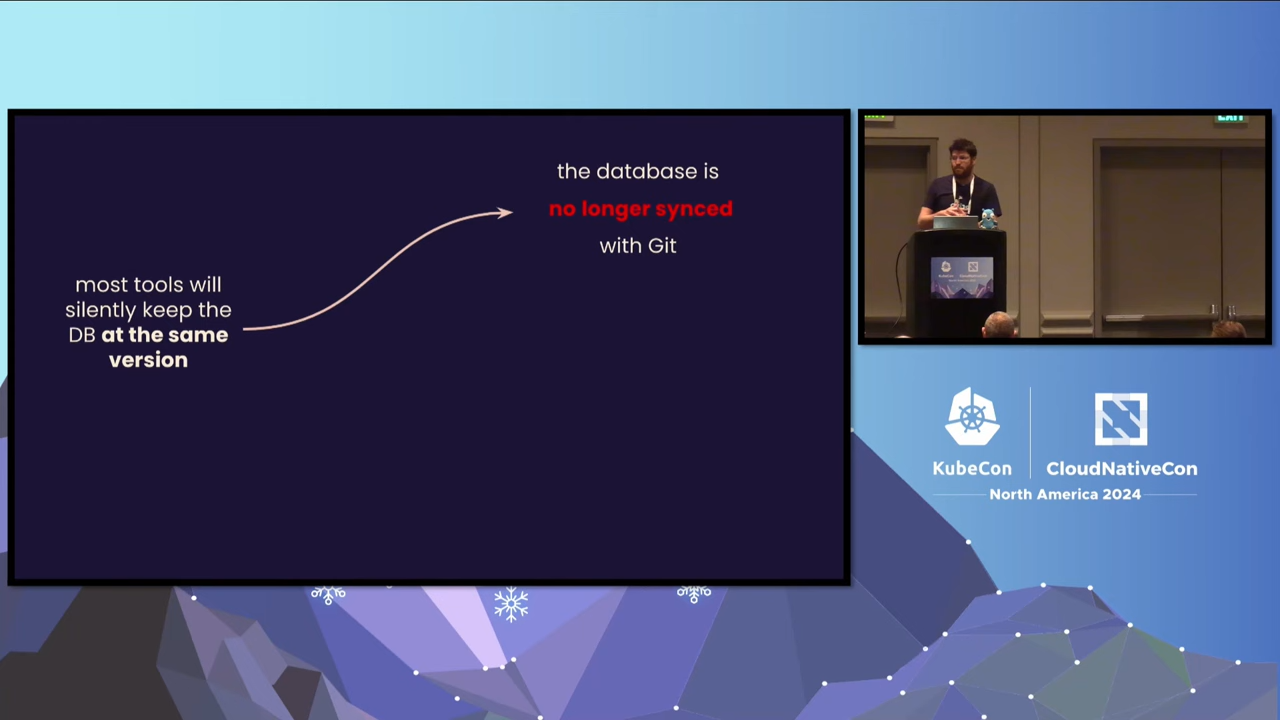 most tools will
silently keep the
DB at the same
version
the database is
no longer synced
with Git
EXIT
KubeCon
CloudNativeCon
North America 2024